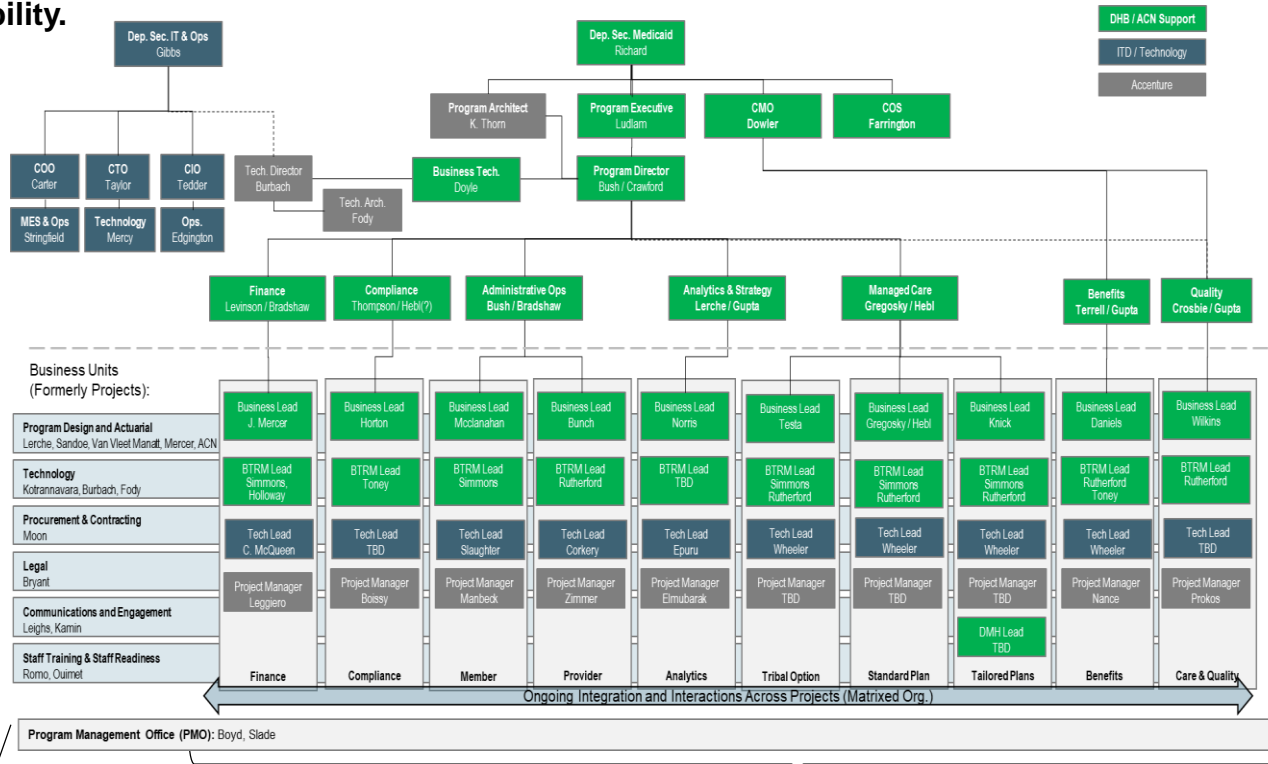 bility.
DHB / ACN Support
ITD / Technology
Accenture
Dep. Sec. IT & Ops
Gibbs
Dep. Sec. Medicaid
Richard
Program Architect
K. Thorn
Program Executive
Ludlam
CMO
Dowler
COS
Farrington
COO
Carter
CTO
Taylor
CIO
Tedder
Tech. Director
Burbach
Business Tech.
Doyle
Program Director
Bush / Crawford
Tech. Arch.
Fody
MES & Ops
Stringfield
Technology
Mercy
Ops.
Edgington
Finance
Levinson / Bradshaw
Compliance
Thompson / Hebl(?)
Administrative Ops
Bush / Bradshaw
Analytics & Strategy
Lerche / Gupta
Managed Care
Gregosky / Hebl
Benefits
Terrell / Gupta
Quality
Crosbie / Gupta
Business Units
(Formerly Projects):
Program Design and Actuarial
Lerche, Sandoe, Van Vleet Manatt, Mercer, ACN
Technology
Kotrannavara, Burbach, Fody
Procurement & Contracting
Moon
Legal
Bryant
Communications and Engagement
Leighs, Kamin
Staff Training & Staff Readiness
Romo, Ouimet
Business Lead
J. Mercer
BTRM Lead
Simmons,
Holloway
Tech Lead
C. McQueen
Project Manager
Leggiero
Finance
Business Lead
Horton
BTRM Lead
Toney
Tech Lead
TBD
Project Manager
Boissy
Compliance
Business Lead
Mcclanahan
BTRM Lead
Simmons
Tech Lead
Slaughter
Project Manager
Manbeck
Member
Business Lead
Bunch
BTRM Lead
Rutherford
Tech Lead
Corkery
Project Manager
Zimmer
Provider
Business Lead
Norris
BTRM Lead
TBD
Tech Lead
Epuru
Project Manager
Elmubarak
Analytics
Business Lead
Testa
BTRM Lead
Simmons
Rutherford
Tech Lead
Wheeler
Project Manager
TBD
Tribal Option
Business Lead
Gregosky / Hebl
BTRM Lead
Simmons
Rutherford
Tech Lead
Wheeler
Project Manager
TBD
Standard Plan
Business Lead
Knick
BTRM Lead
Simmons
Rutherford
Tech Lead
Wheeler
Project Manager
TBD
DMH Lead
TBD
Tailored Plans
Business Lead
Daniels
BTRM Lead
Rutherford
Toney
Tech Lead
Wheeler
Project Manager
Nance
Benefits
Business Lead
Wilkins
BTRM Lead
Rutherford
Tech Lead
TBD
Project Manager
Prokos
Care & Quality
Ongoing Integration and Interactions Across Projects (Matrixed Org.)
Program Management Office (PMO): Boyd, Slade